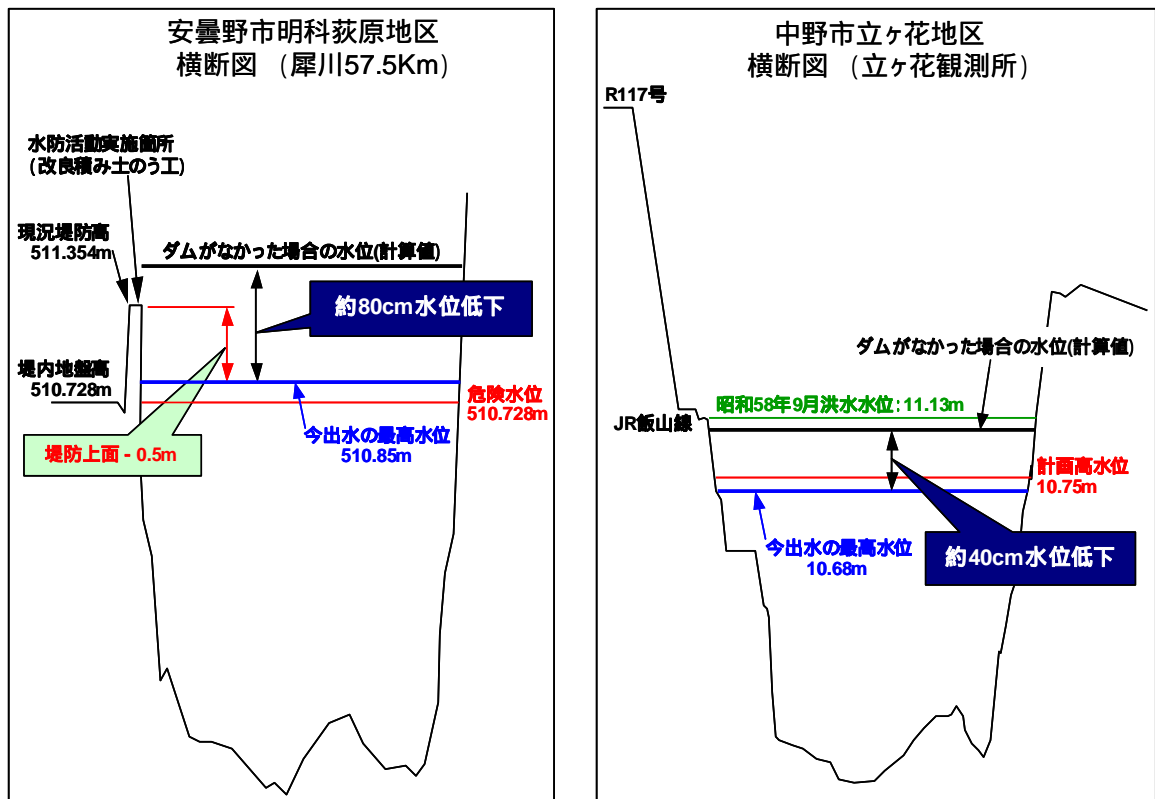 安曇野市明科荻原地区
横断図 （犀川57.5Km）
水防活動実施箇所
(改良積み土のう工)
現況堤防高
511.354m
ダムがなかった場合の水位(計算値)
約80cm水位低下
堤内地盤高
510.728m
危険水位
510.728m
今出水の最高水位
510.85m
堤防上面 - 0.5m
中野市立ヶ花地区
横断図 （立ヶ花観測所）
R117号
ダムがなかった場合の水位(計算値)
昭和58年9月洪水水位：11.13m
JR飯山線
計画高水位
10.75m
今出水の最高水位
10.68m
約40cm水位低下